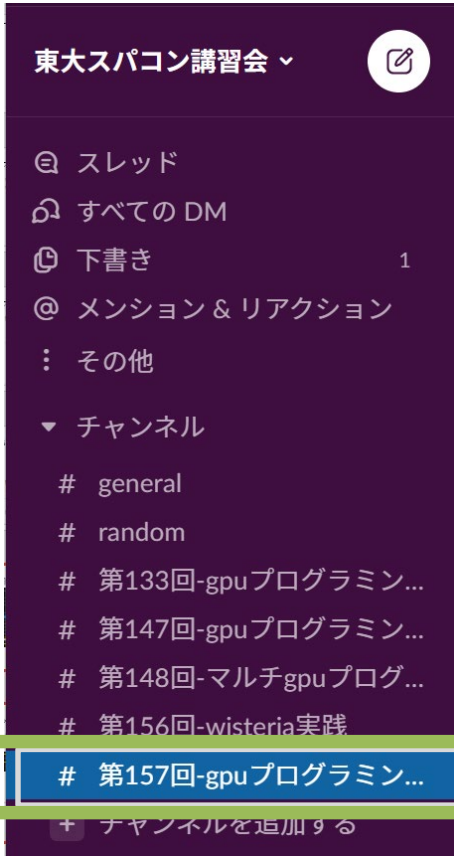 東大スパコン講習会
スレッド
すべての DM
下書き 1
@ メンション & リアクション
その他
チャンネル
# general
# random
# 第133回-gpuプログラミン...
# 第147回-gpuプログラミン...
# 第148回-マルチgpuプログ...
# 第156回-wisteria実践
# 第157回-gpuプログラミン...
+ チャンネルを追加する